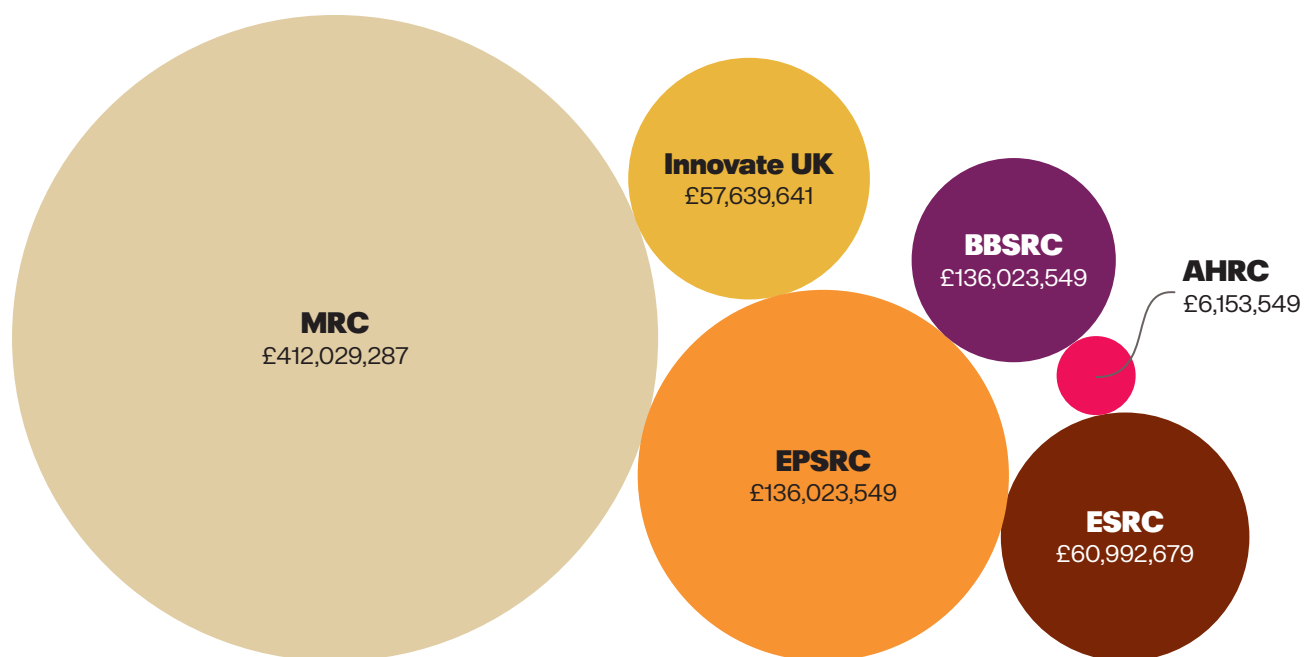 Innovate UK
£57,639,641
BBSRC
£136,023,549
AHRC
£6,153,549
MRC
£412,029,287
EPSRC
£136,023,549
ESRC
£60,992,679